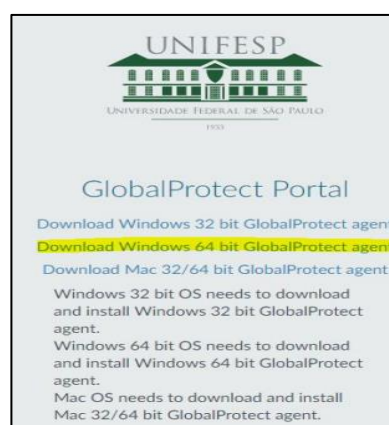 UNIFESP
UNIVERSIDADE FEDERAL DE SÃO PAULO
1933
GlobalProtect Portal
Download Windows 32 bit GlobalProtect agent
Download Windows 64 bit GlobalProtect agent
Download Mac 32/64 bit GlobalProtect agent
Windows 32 bit OS needs to download
and install Windows 32 bit GlobalProtect
agent.
Windows 64 bit OS needs to download
and install Windows 64 bit GlobalProtect
agent.
Mac OS needs to download and install
Mac 32/64 bit GlobalProtect agent.